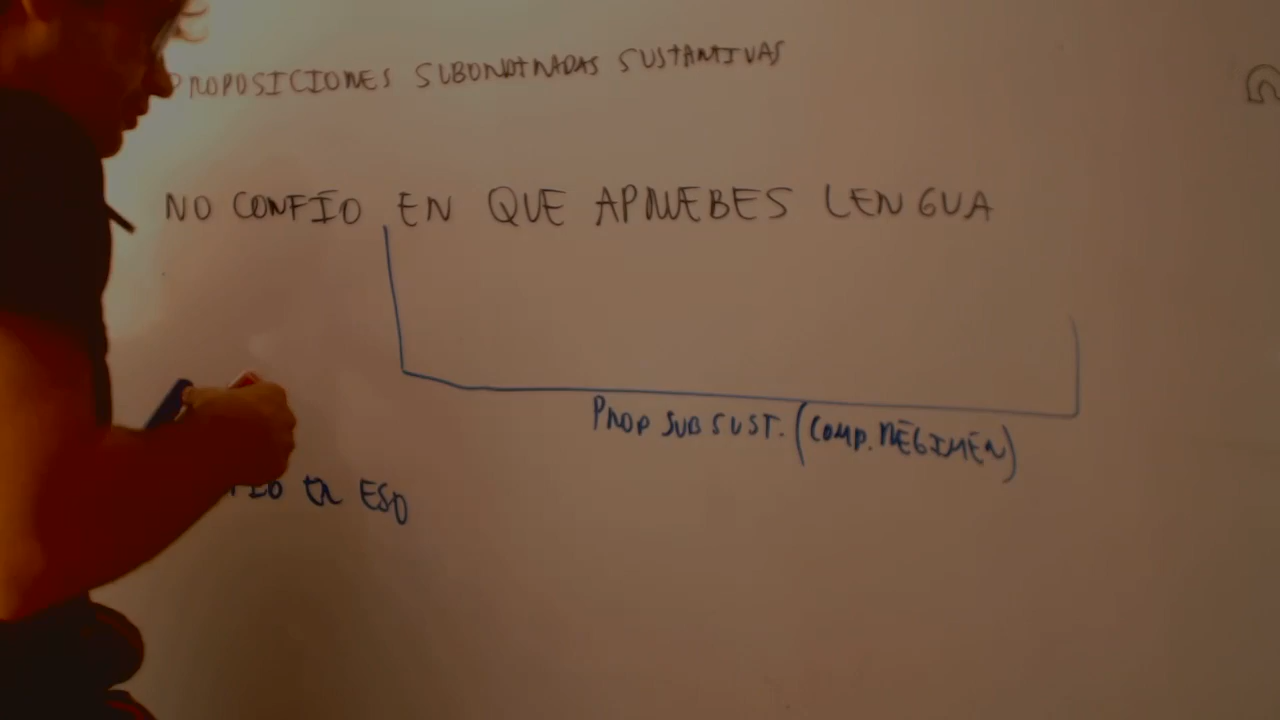 PROPOSICIONES SUBORDINADAS SUSTANTIVAS
NO CONFÍO EN QUE APRUEBES LENGUA
PROP SUB SUST. (COMP. RÉGIMEN)
EN ESO